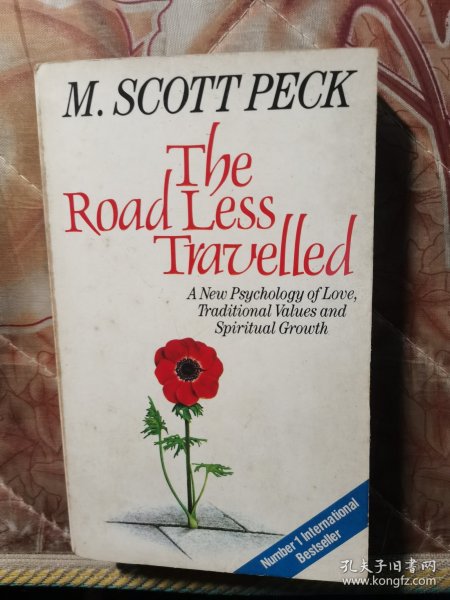 M. SCOTT PECK
The
Road Less
Travelled
A New Psychology of Love,
Traditional Values and
Spiritual Growth
Number 1 International
Bestseller
孔夫子旧书网
www.kongfz.com